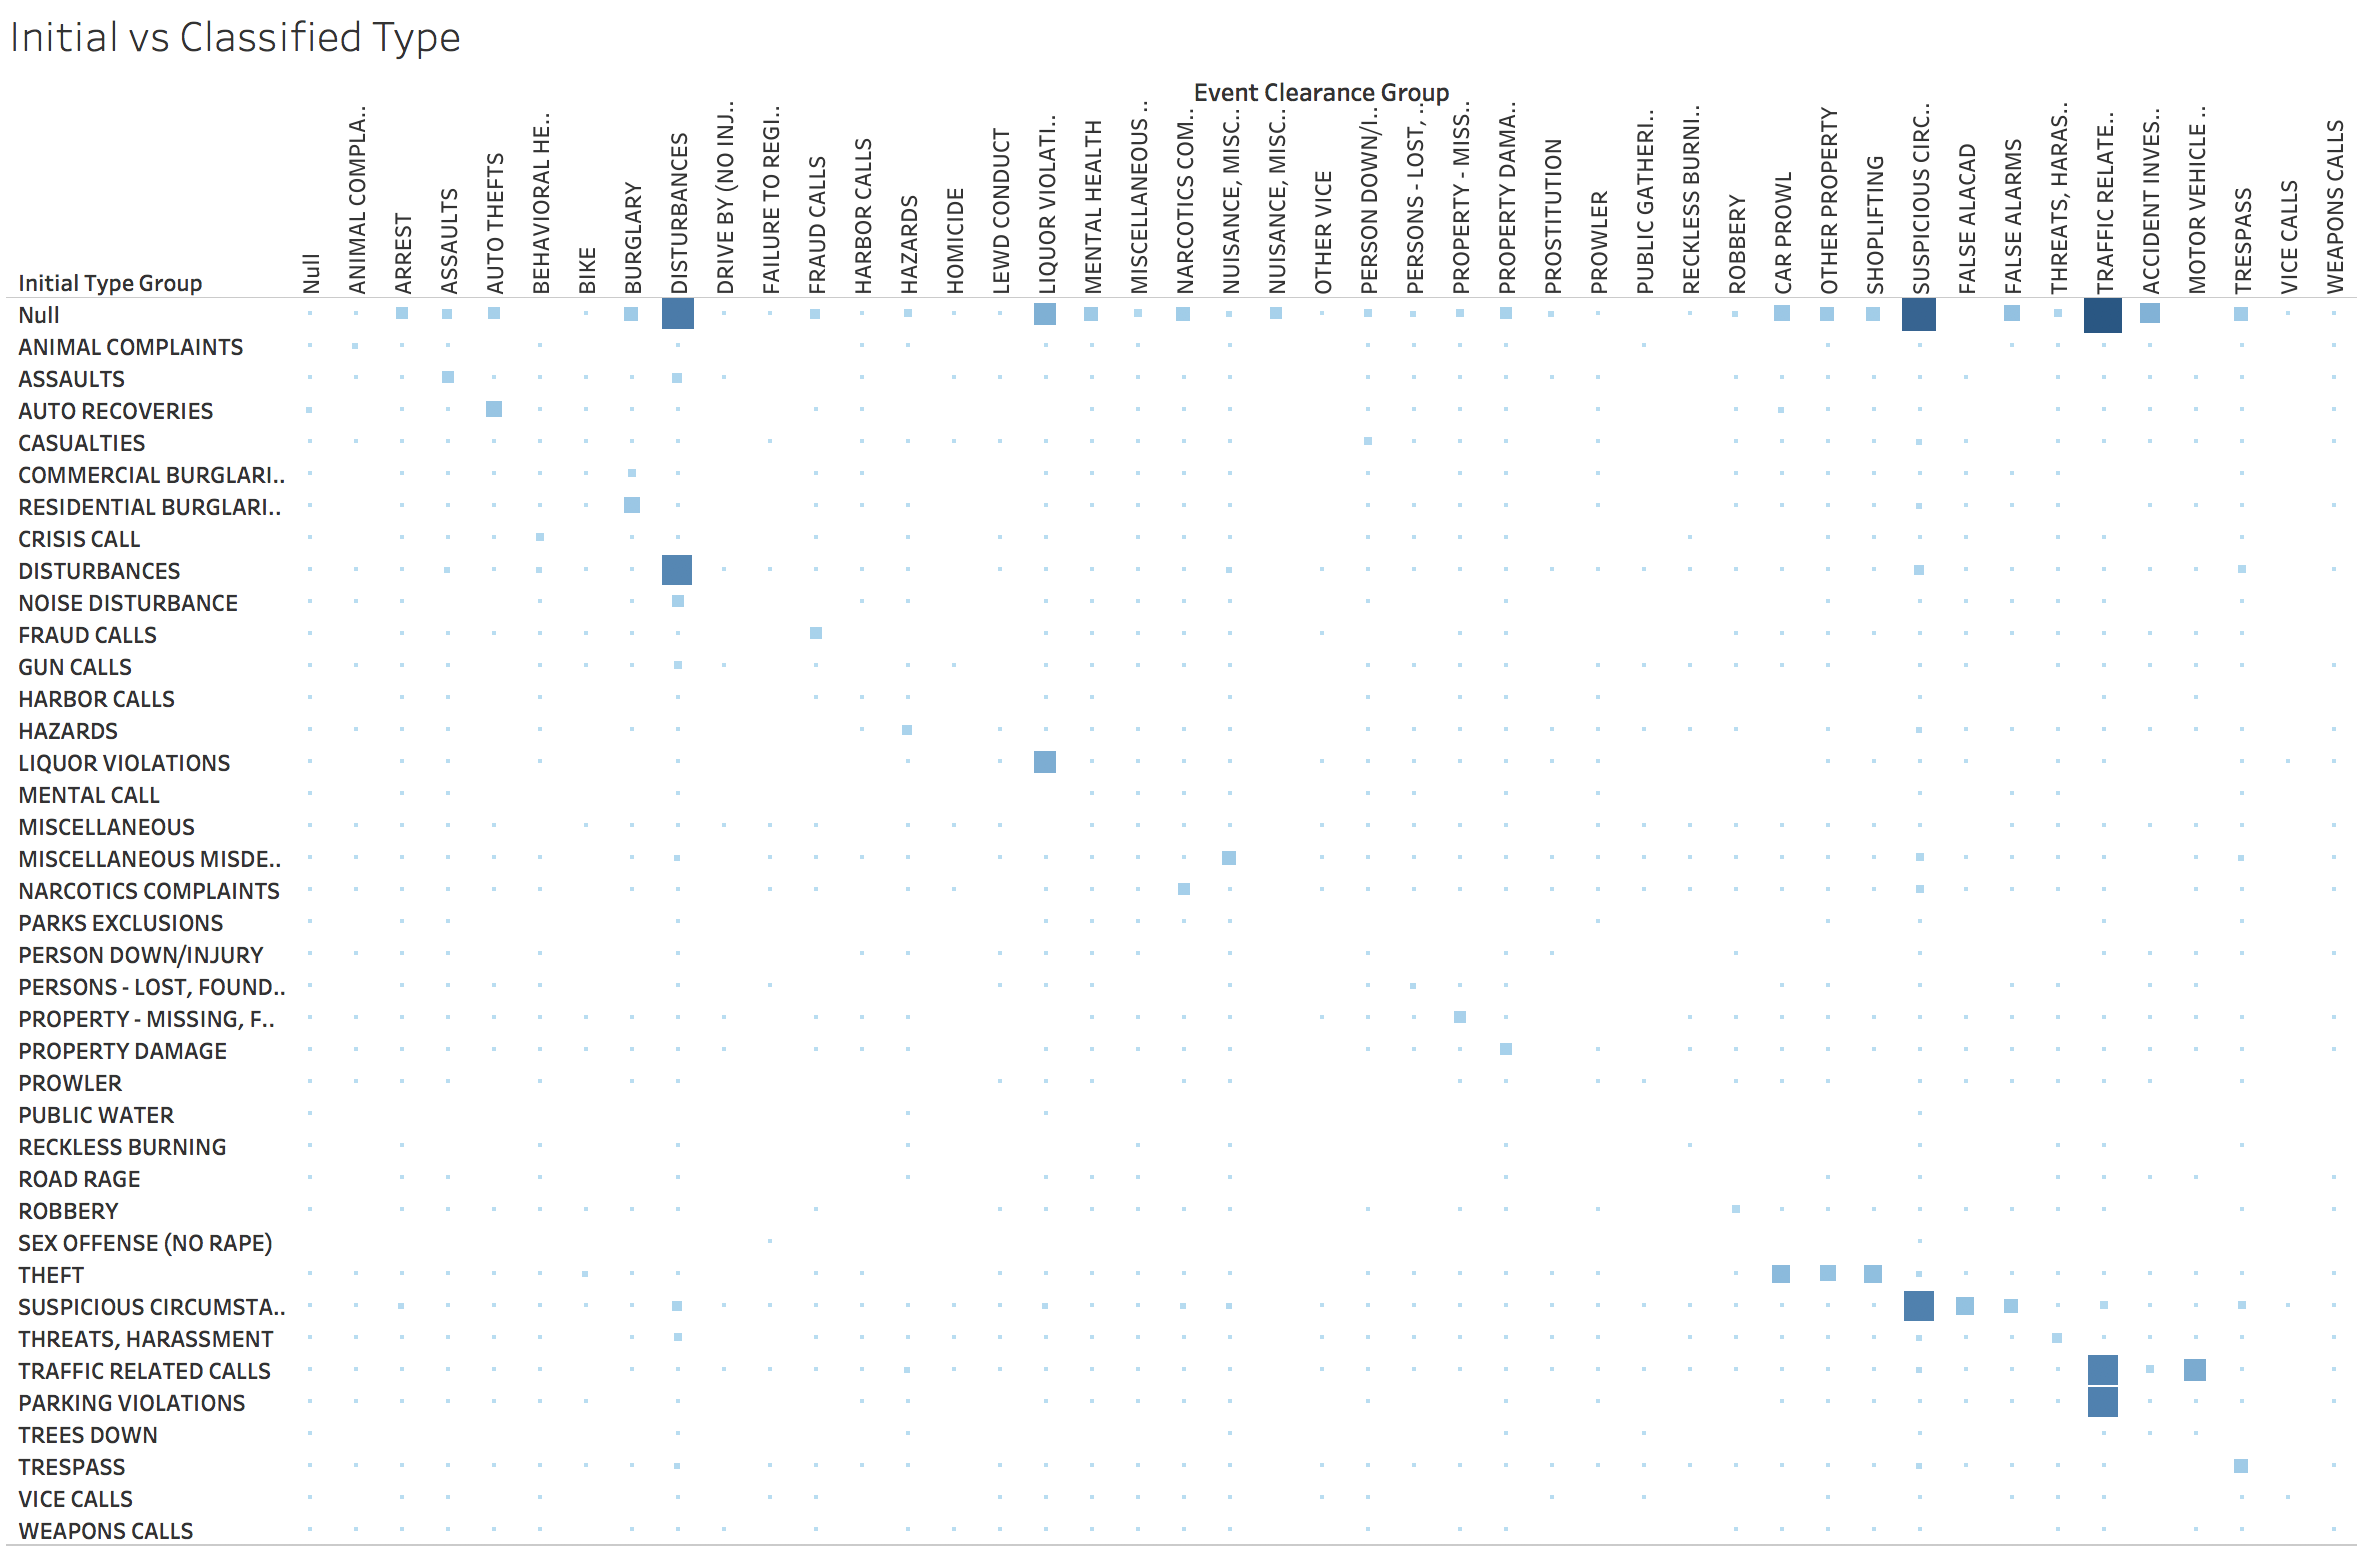 Initial vs Classified Type
Event Clearance Group
Initial Type Group
Null
ANIMAL COMPLA..
ARREST
ASSAULTS
AUTO THEFTS
BEHAVIORAL HE..
BIKE
BURGLARY
DISTURBANCES
DRIVE BY (NO INJ..
FAILURE TO REGI..
FRAUD CALLS
HARBOR CALLS
HAZARDS
HOMICIDE
LEWD CONDUCT
LIQUOR VIOLATI..
MENTAL HEALTH
MISCELLANEOUS ..
NARCOTICS COM..
NUISANCE, MISC..
NUISANCE, MISC..
OTHER VICE
PERSON DOWN/I..
PERSONS - LOST, ..
PROPERTY - MISS..
PROPERTY DAMA..
PROSTITUTION
PROWLER
PUBLIC GATHERI..
RECKLESS BURNI..
ROBBERY
CAR PROWL
OTHER PROPERTY
SHOPLIFTING
SUSPICIOUS CIRC..
FALSE ALACAD
FALSE ALARMS
THREATS, HARAS..
TRAFFIC RELATE..
ACCIDENT INVES..
MOTOR VEHICLE ..
TRESPASS
VICE CALLS
WEAPONS CALLS
Null
ANIMAL COMPLAINTS
ASSAULTS
AUTO RECOVERIES
CASUALTIES
COMMERCIAL BURGLARI..
RESIDENTIAL BURGLARI..
CRISIS CALL
DISTURBANCES
NOISE DISTURBANCE
FRAUD CALLS
GUN CALLS
HARBOR CALLS
HAZARDS
LIQUOR VIOLATIONS
MENTAL CALL
MISCELLANEOUS
MISCELLANEOUS MISDE..
NARCOTICS COMPLAINTS
PARKS EXCLUSIONS
PERSON DOWN/INJURY
PERSONS - LOST, FOUND..
PROPERTY - MISSING, F..
PROPERTY DAMAGE
PROWLER
PUBLIC WATER
RECKLESS BURNING
ROAD RAGE
ROBBERY
SEX OFFENSE (NO RAPE)
THEFT
SUSPICIOUS CIRCUMSTA..
THREATS, HARASSMENT
TRAFFIC RELATED CALLS
PARKING VIOLATIONS
TREES DOWN
TRESPASS
VICE CALLS
WEAPONS CALLS